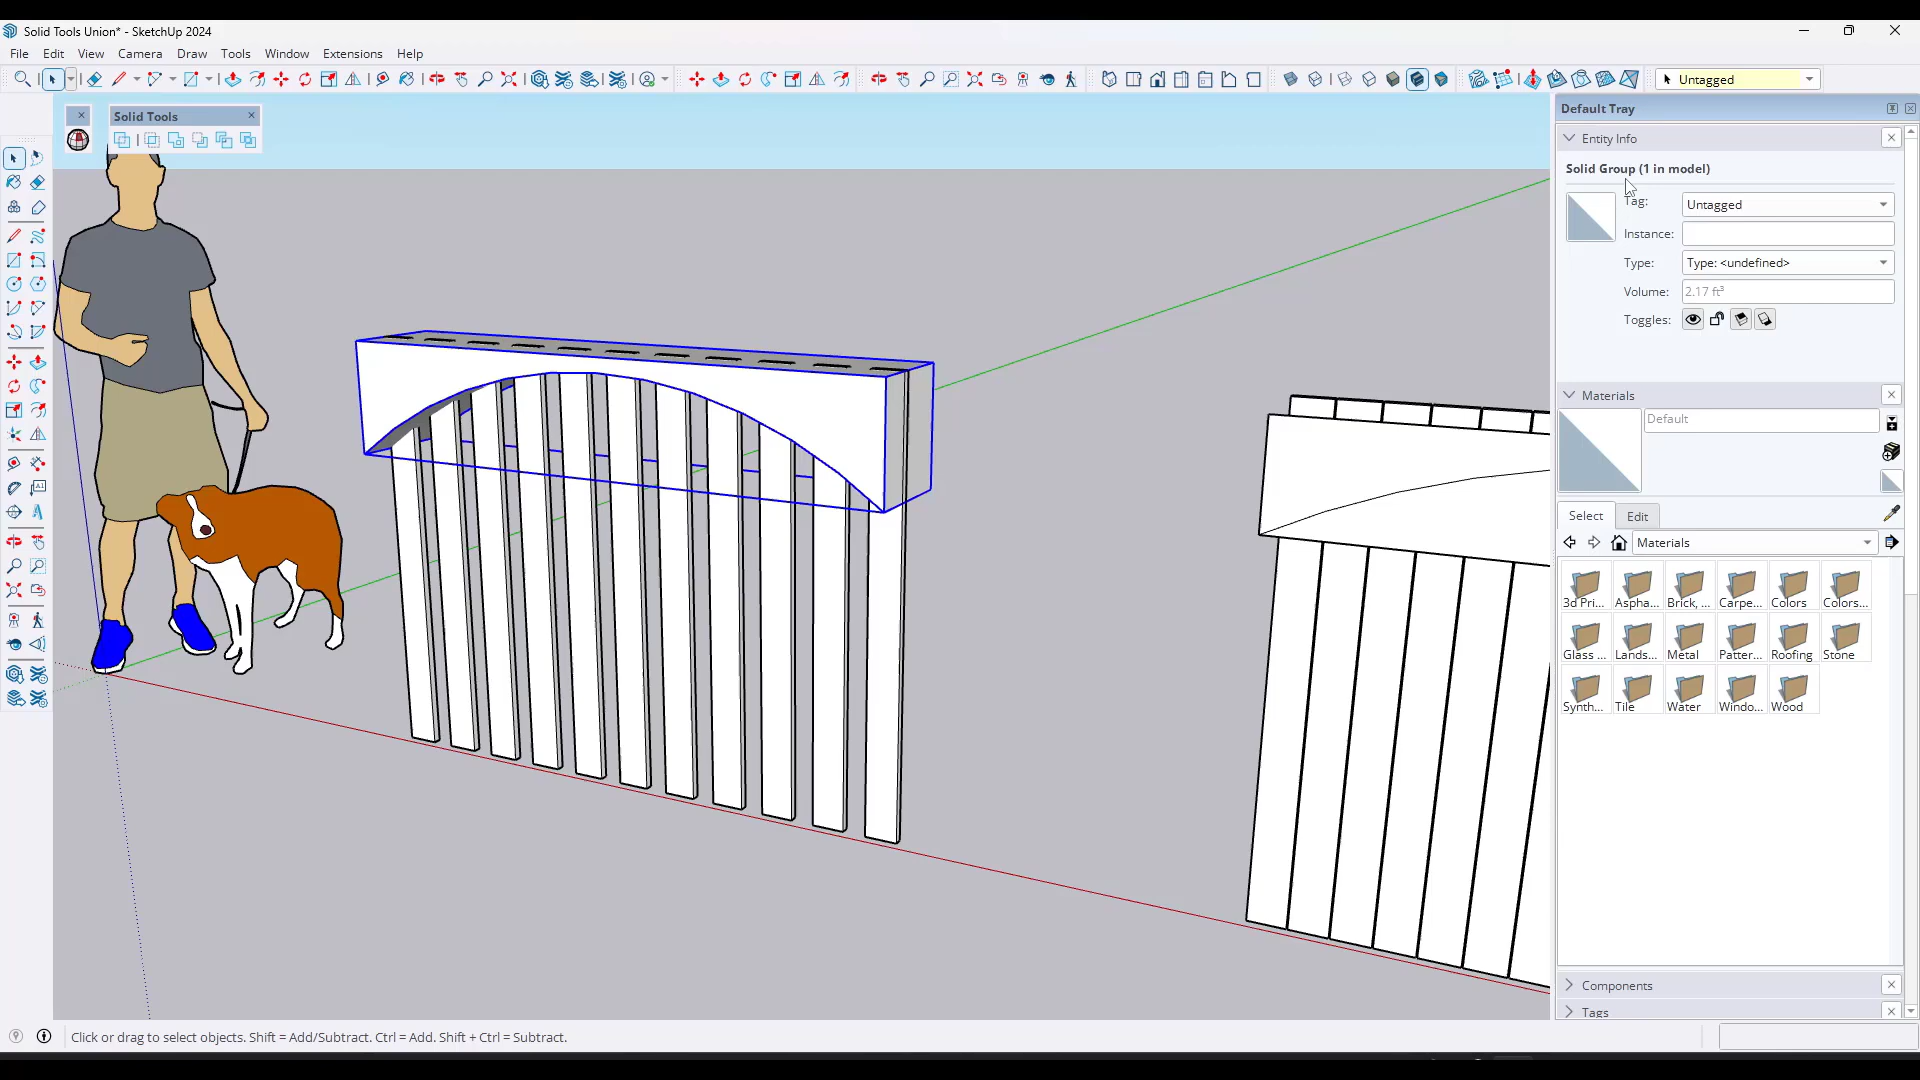 Solid Tools Union* - SketchUp 2024
File Edit View Camera Draw Tools Window Extensions Help
Untagged
Default Tray
Solid Tools
Entity Info
Solid Group (1 in model)
Tag: Untagged
Instance:
Type: Type: <undefined>
Volume: 2.17 ft³
Toggles:
Materials
Default
Select Edit
Materials
3d Pri... Aspha... Brick, ... Carpe... Colors Colors...
Glass ... Lands... Metal Patter... Roofing Stone
Synth... Tile Water Windo... Wood
Components
Tags
Click or drag to select objects. Shift = Add/Subtract. Ctrl = Add. Shift + Ctrl = Subtract.